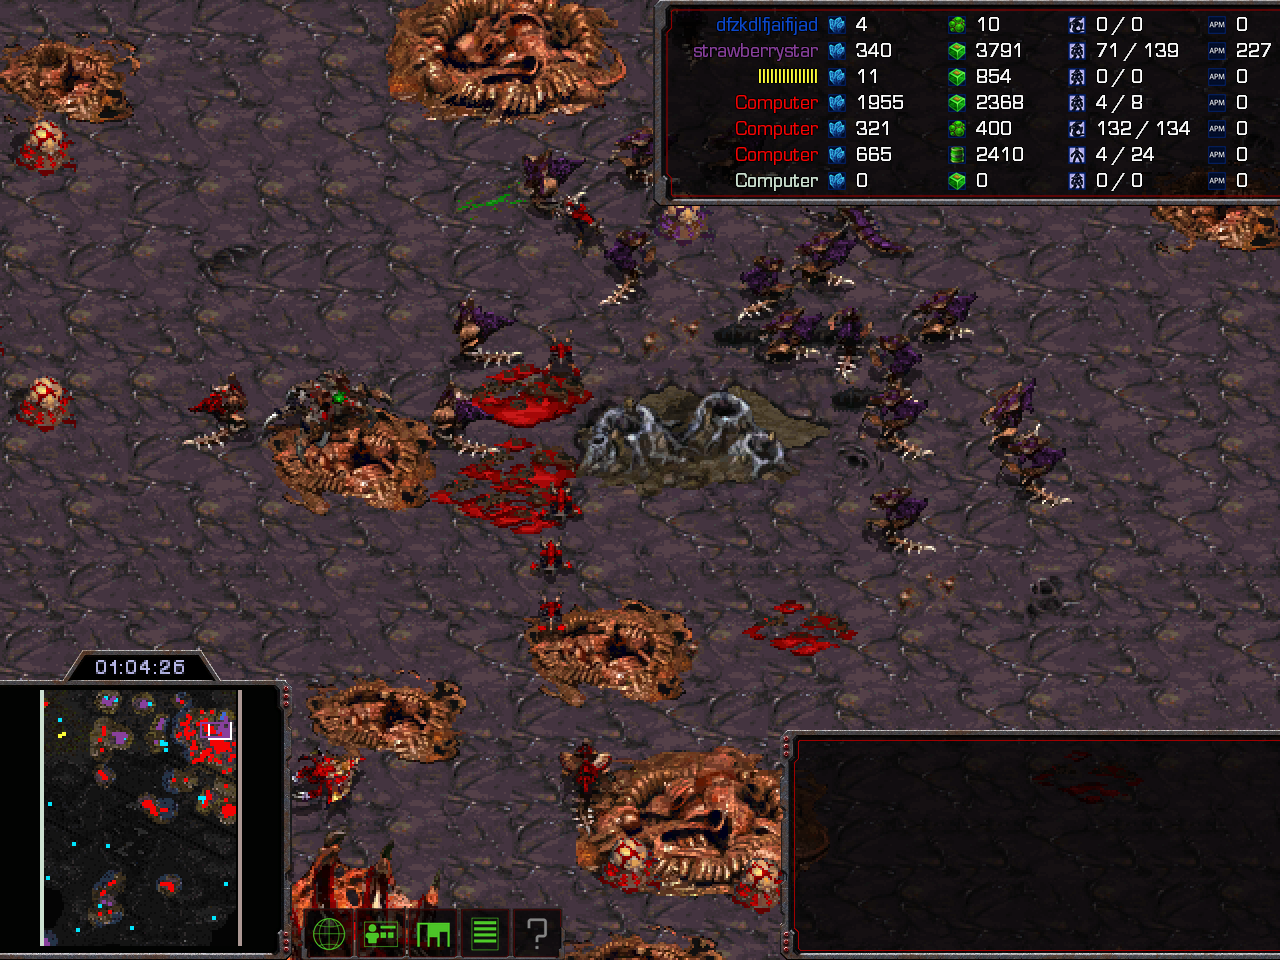 dfzkdlfjaifijad 4 10 0 / 0 APM 0
strawberrystar 340 3791 71 / 139 APM 227
||||||||||||| 11 854 0 / 0 APM 0
Computer 1955 2368 4 / 8 APM 0
Computer 321 400 132 / 134 APM 0
Computer 665 2410 4 / 24 APM 0
Computer 0 0 0 / 0 APM 0
01:04:26
?